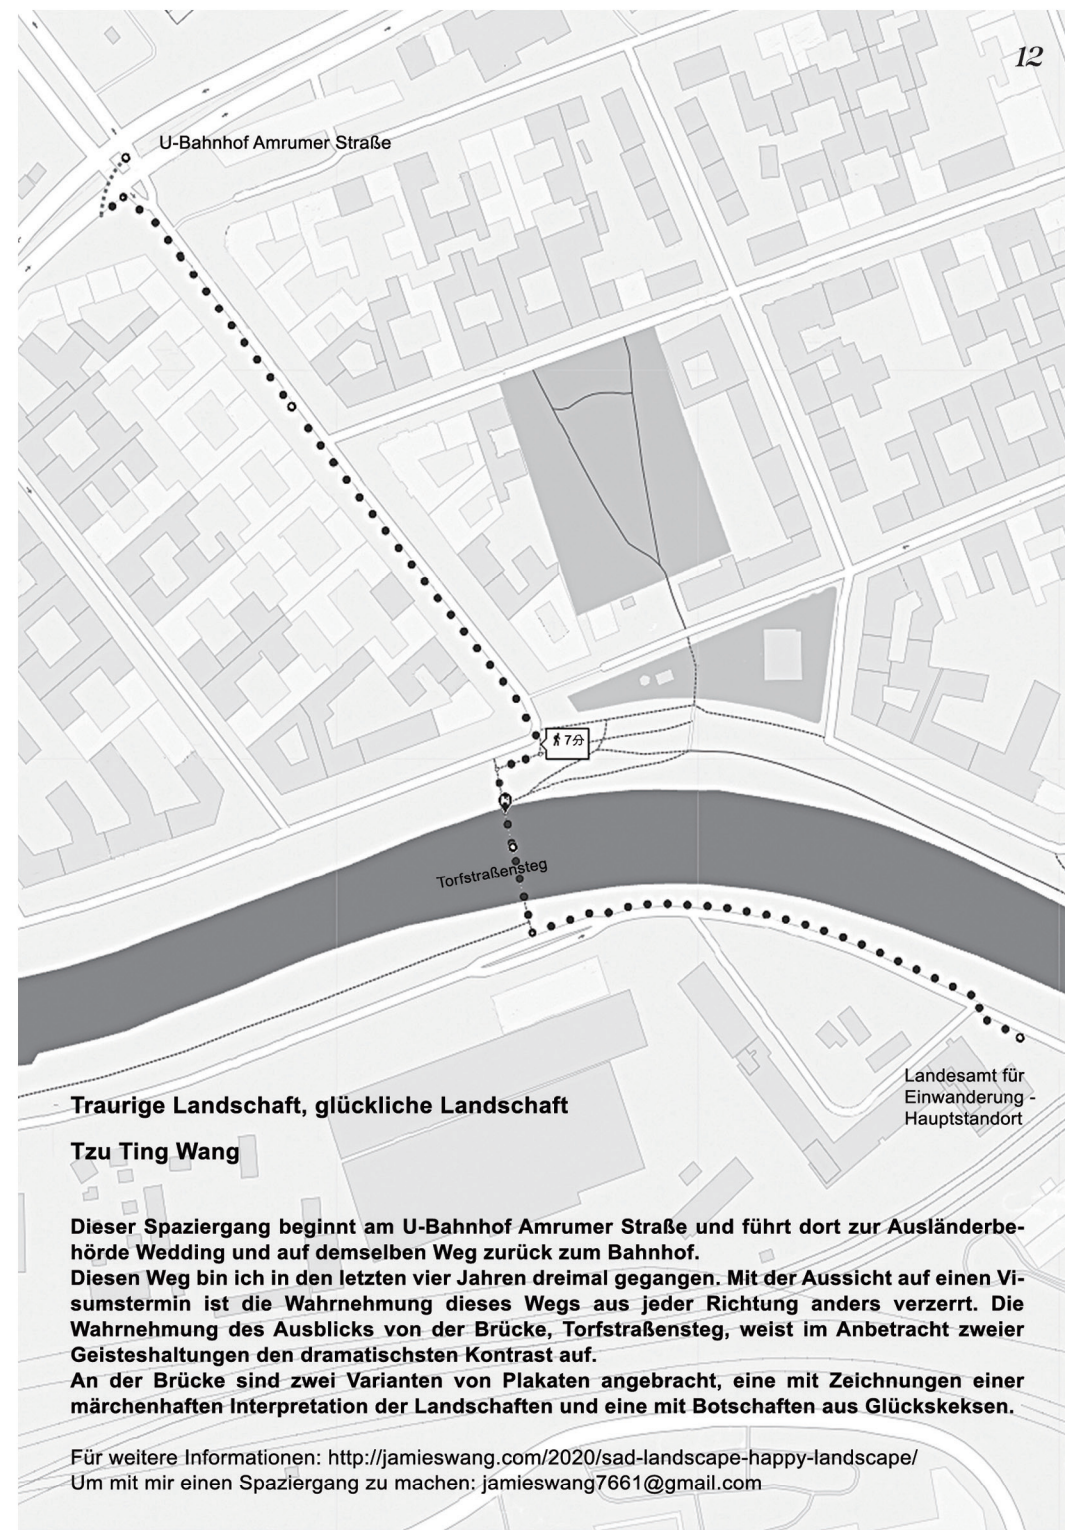 12
U-Bahnhof Amrumer Straße
7分
Torfstraßensteg
Landesamt für
Einwanderung -
Hauptstandort
Traurige Landschaft, glückliche Landschaft
Tzu Ting Wang
Dieser Spaziergang beginnt am U-Bahnhof Amrumer Straße und führt dort zur Ausländerbe-
hörde Wedding und auf demselben Weg zurück zum Bahnhof.
Diesen Weg bin ich in den letzten vier Jahren dreimal gegangen. Mit der Aussicht auf einen Vi-
sumstermin ist die Wahrnehmung dieses Wegs aus jeder Richtung anders verzerrt. Die
Wahrnehmung des Ausblicks von der Brücke, Torfstraßensteg, weist im Anbetracht zweier
Geisteshaltungen den dramatischsten Kontrast auf.
An der Brücke sind zwei Varianten von Plakaten angebracht, eine mit Zeichnungen einer
märchenhaften Interpretation der Landschaften und eine mit Botschaften aus Glückskeksen.
Für weitere Informationen: http://jamieswang.com/2020/sad-landscape-happy-landscape/
Um mit mir einen Spaziergang zu machen: jamieswang7661@gmail.com